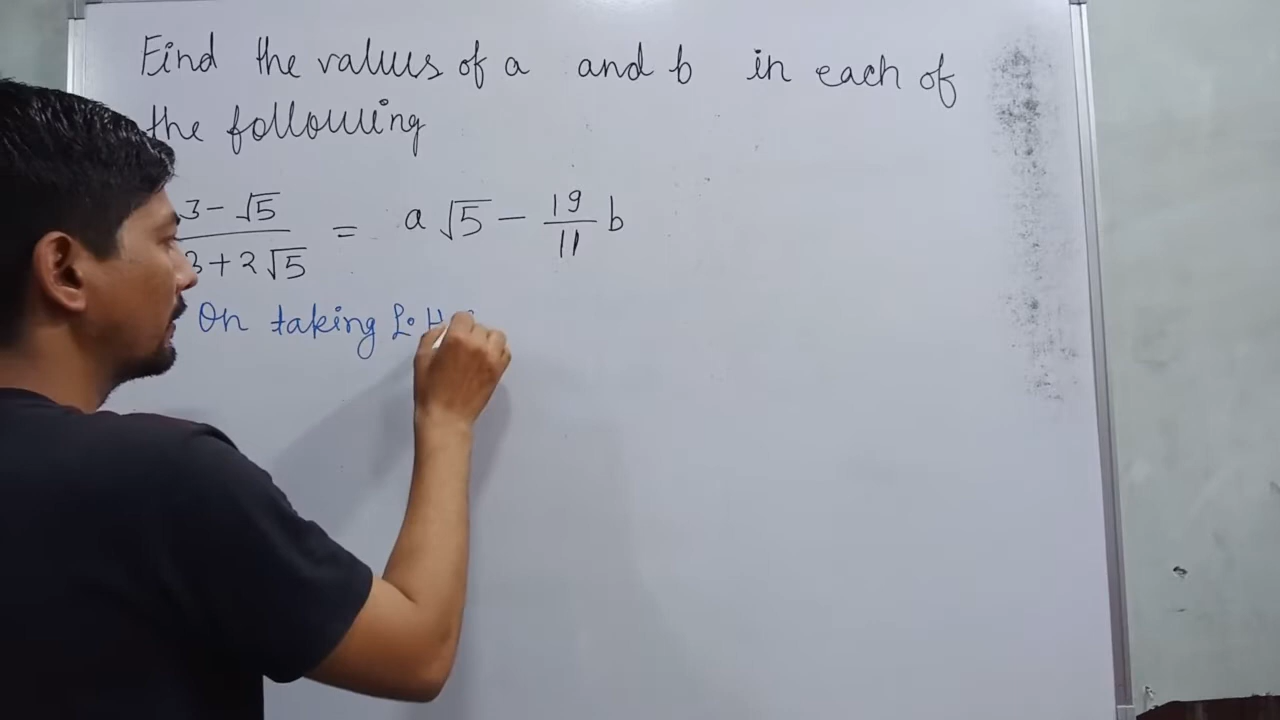 Find the values of a and b in each of
the following
3 - √5 / 3 + 2√5 = a √5 - 19/11 b
On taking L.H.